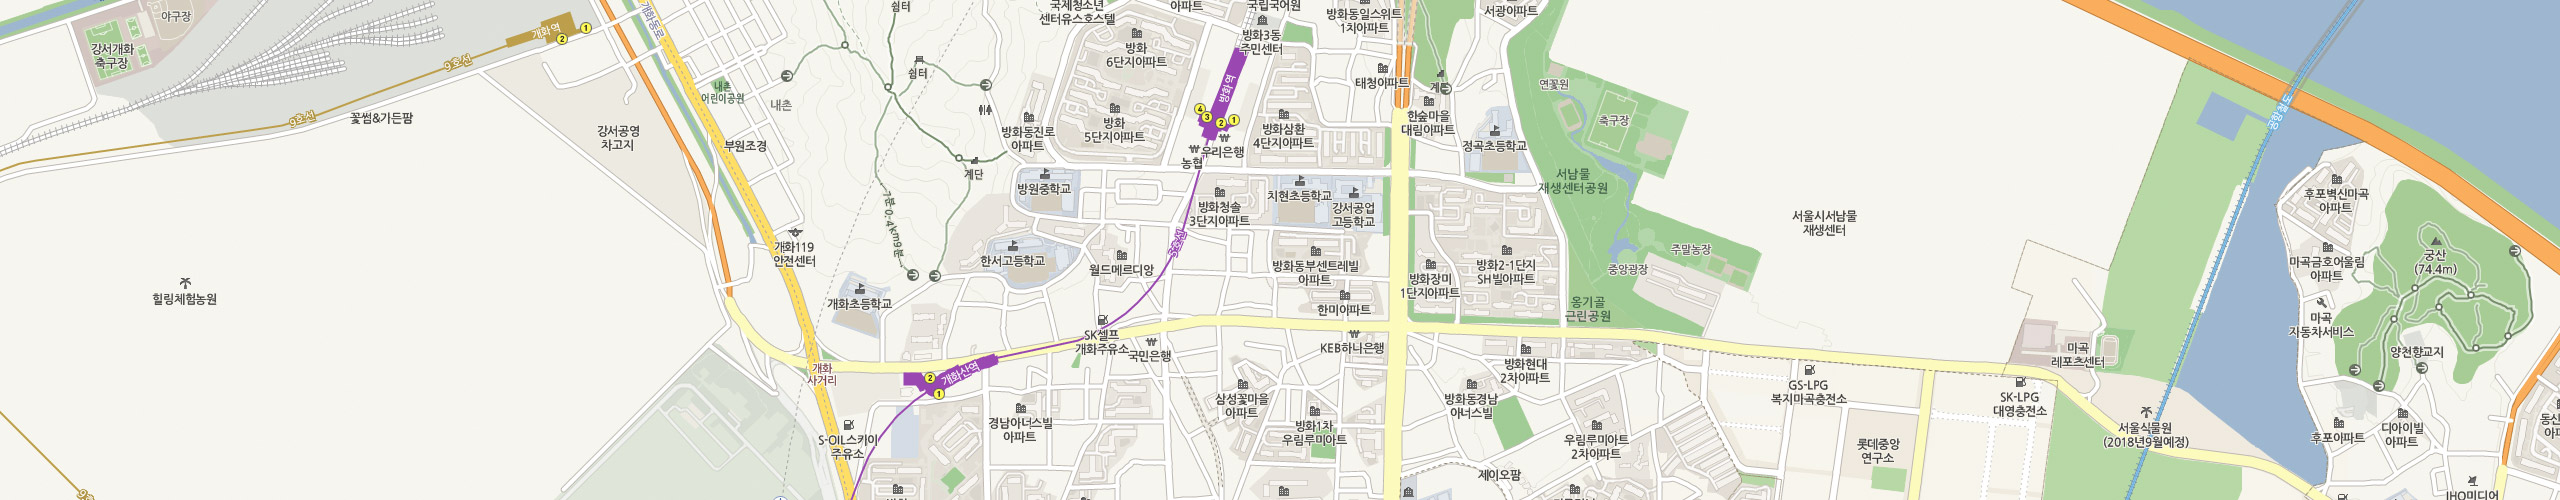 야구장
강서개화
축구장
개화역
2
1
9호선
9호선
꽃썸&가든팜
힐링체험농원
강서공영
차고지
개화동로
내촌
어린이공원
내촌
부원조경
개화119
안전센터
개화초등학교
개화
사거리
S-OIL스카이
주유소
쉼터
쉼터
계단
국제청소년
센터유스호스텔
아파트
방화
6단지아파트
방화
5단지아파트
방화동진로
아파트
방원중학교
한서고등학교
월드메르디앙
SK셀프
개화주유소
국민은행
개화산역
2
1
경남아너스빌
아파트
국립국어원
방화3동
주민센터
방화역
4
3
2
1
우리은행
농협
방화삼환
4단지아파트
방화청솔
3단지아파트
5호선
치현초등학교
강서공업
고등학교
방화동부센트레빌
아파트
한미아파트
KEB하나은행
삼성꽃마을
아파트
방화1차
우림루미아트
방화동일스위트
1차아파트
태청아파트
계단
한숲마을
대림아파트
서광아파트
정곡초등학교
방화장미
1단지아파트
방화2-1단지
SH빌아파트
방화현대
2차아파트
방화동경남
아너스빌
우림루미아트
2차아파트
제이오팜
연꽃원
축구장
서남물
재생센터공원
중앙광장
주말농장
옹기골
근린공원
서울시서남물
재생센터
GS-LPG
복지마곡충전소
롯데중앙
연구소
SK-LPG
대영충전소
마곡
레포츠센터
서울식물원
(2018년9월예정)
공항철도
후포벽산마곡
아파트
마곡금호어울림
아파트
마곡
자동차서비스
궁산
(74.4m)
양천향교지
후포아파트
디아이빌
아파트
JHO미디어